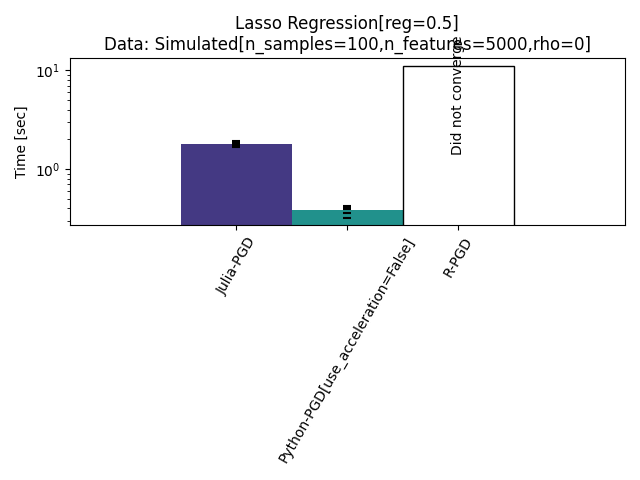 Lasso Regression[reg=0.5]
Data: Simulated[n_samples=100,n_features=5000,rho=0]
Time [sec]
10¹
10⁰
Did not converge
Julia-PGD
Python-PGD[use_acceleration=False]
R-PGD